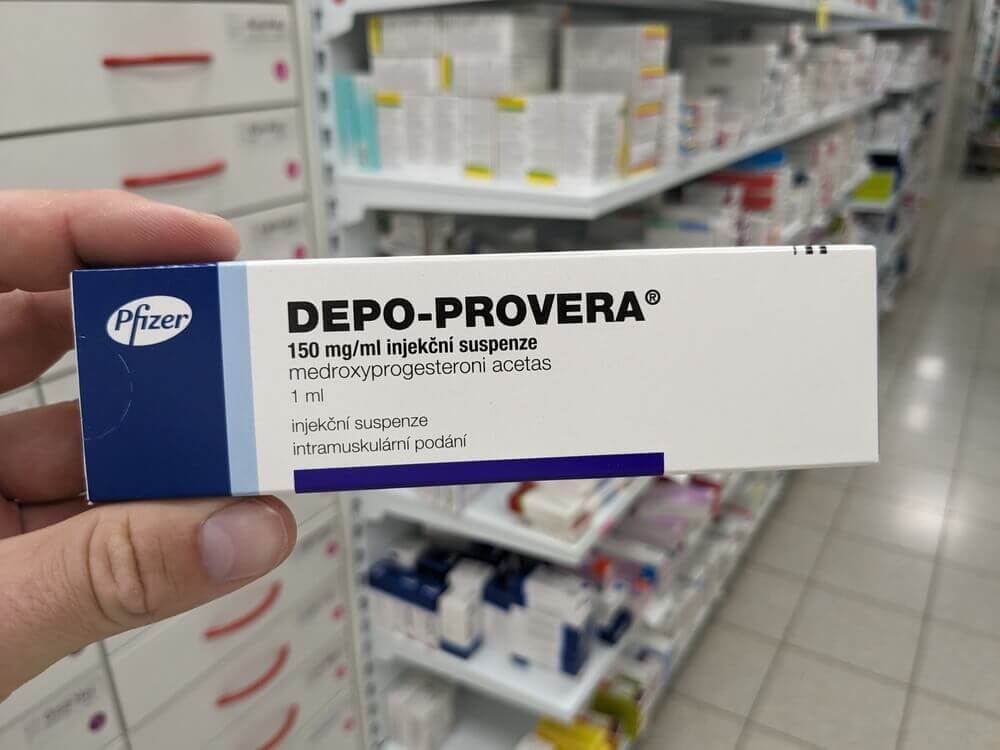 Pfizer
DEPO-PROVERA®
150 mg/ml injekční suspenze
medroxyprogesteroni acetas
1 ml
injekční suspenze
intramuskulární podání